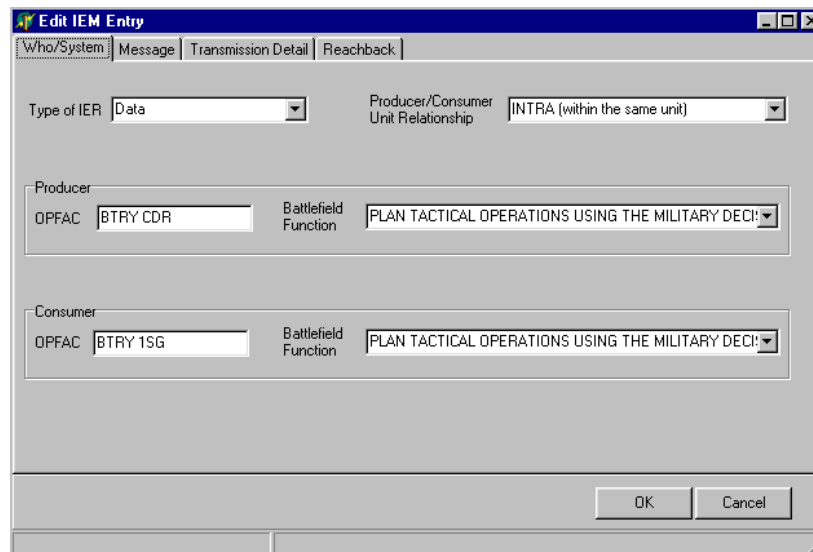 Edit IEM Entry
Who/System Message Transmission Detail Reachback
Type of IER Data
Producer/Consumer
Unit Relationship
INTRA (within the same unit)
Producer
OPFAC BTRY CDR
Battlefield
Function
PLAN TACTICAL OPERATIONS USING THE MILITARY DECI
Consumer
OPFAC BTRY 1SG
Battlefield
Function
PLAN TACTICAL OPERATIONS USING THE MILITARY DECI
OK Cancel